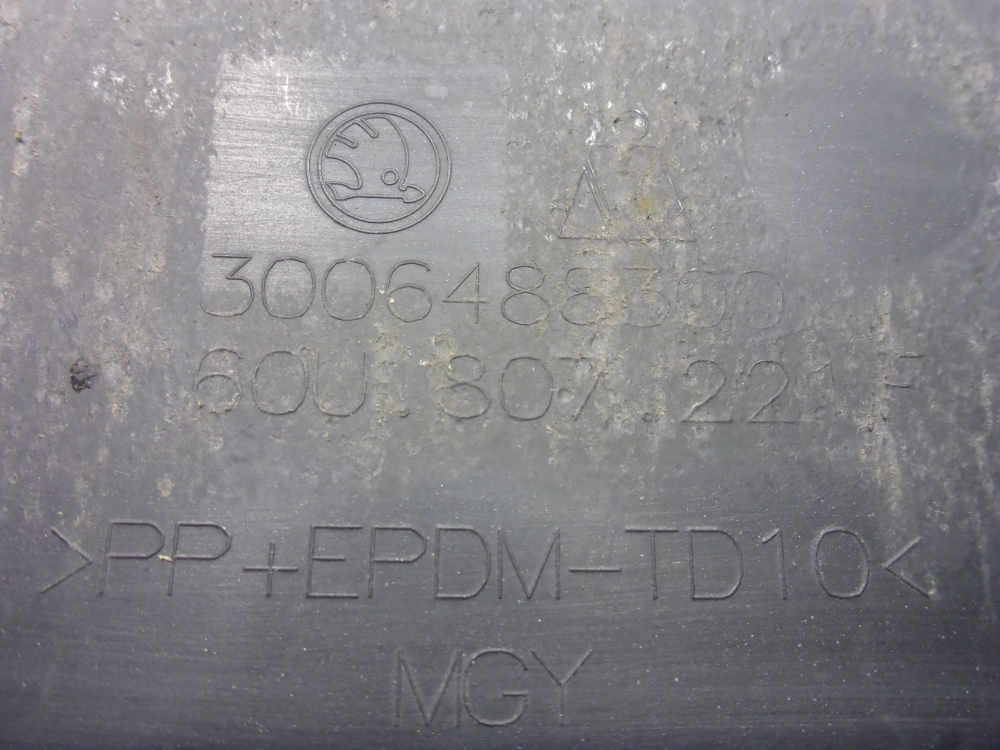 3006488300
60U.807.221 F
>PP+EPDM-TD10<
MGY